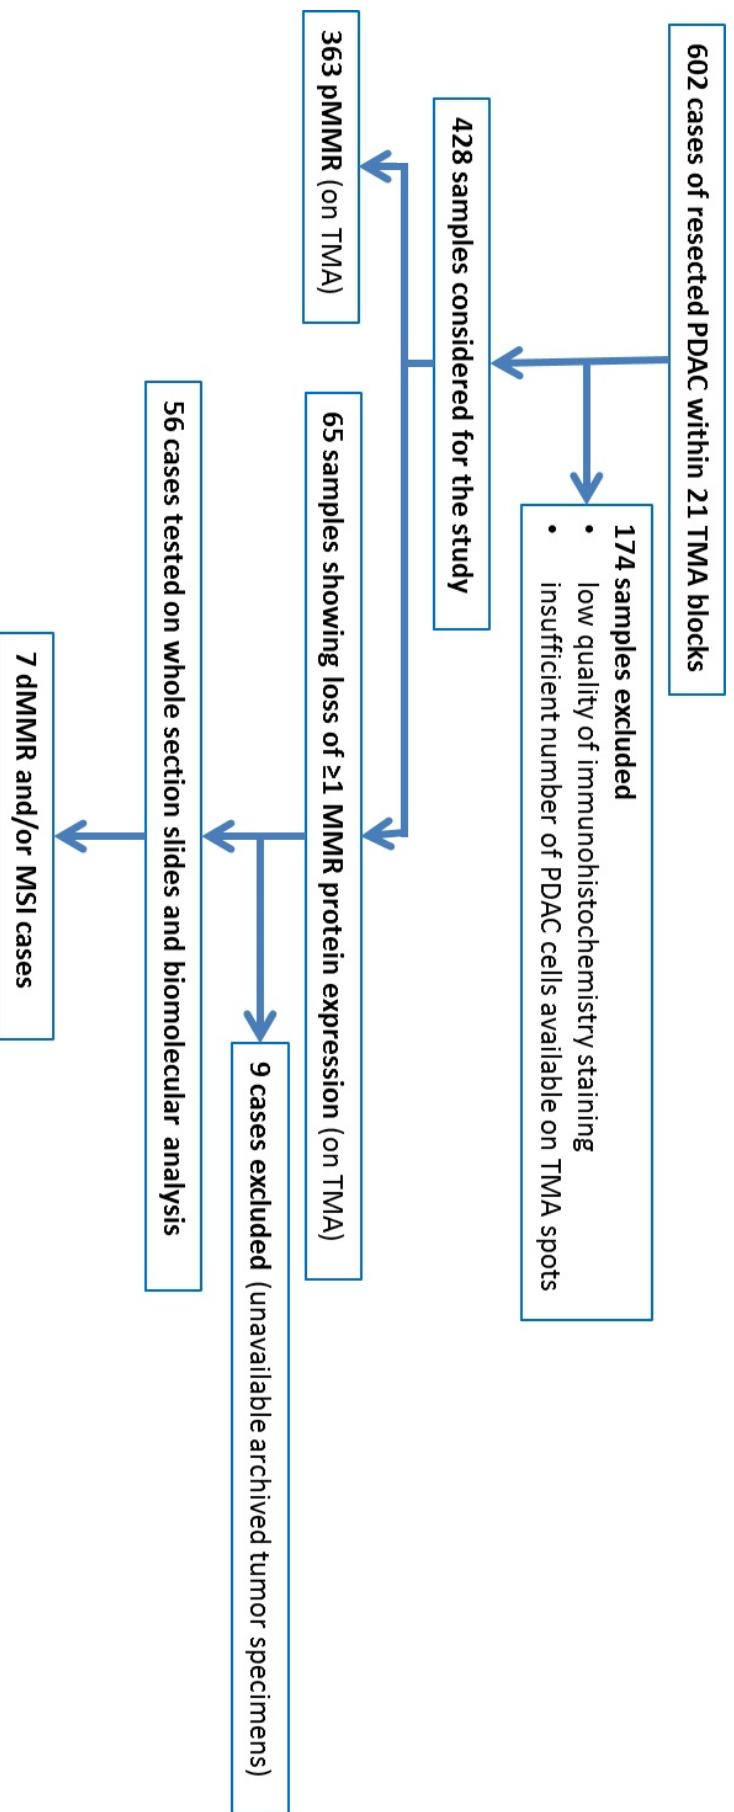 602 cases of resected PDAC within 21 TMA blocks
174 samples excluded
• low quality of immunohistochemistry staining
• insufficient number of PDAC cells available on TMA spots
428 samples considered for the study
363 pMMR (on TMA)
65 samples showing loss of ≥1 MMR protein expression (on TMA)
9 cases excluded (unavailable archived tumor specimens)
56 cases tested on whole section slides and biomolecular analysis
7 dMMR and/or MSI cases